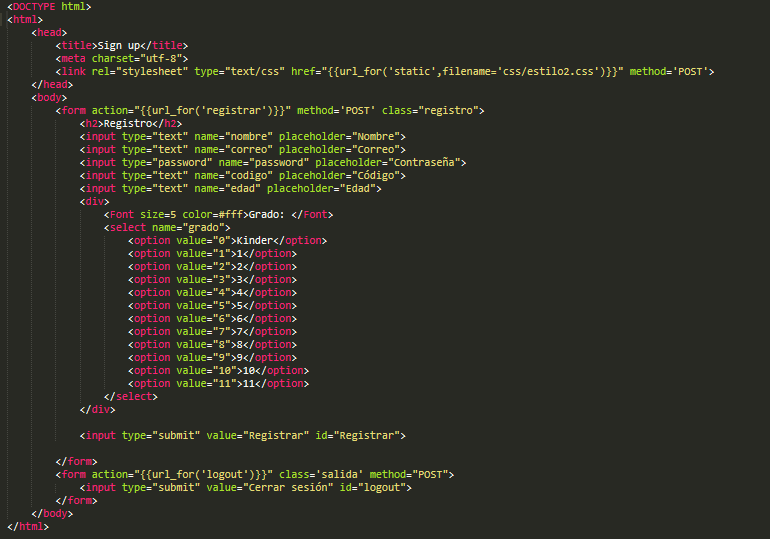 <DOCTYPE html>
<html>
<head>
<title>Sign up</title>
<meta charset="utf-8">
<link rel="stylesheet" type="text/css" href="{{url_for('static',filename='css/estilo2.css')}}" method='POST'>
</head>
<body>
<form action="{{url_for('registrar')}}" method='POST' class="registro">
<h2>Registro</h2>
<input type="text" name="nombre" placeholder="Nombre">
<input type="text" name="correo" placeholder="Correo">
<input type="password" name="password" placeholder="Contraseña">
<input type="text" name="codigo" placeholder="Código">
<input type="text" name="edad" placeholder="Edad">
<div>
<Font size=5 color=#fff>Grado: </Font>
<select name="grado">
<option value="0">Kinder</option>
<option value="1">1</option>
<option value="2">2</option>
<option value="3">3</option>
<option value="4">4</option>
<option value="5">5</option>
<option value="6">6</option>
<option value="7">7</option>
<option value="8">8</option>
<option value="9">9</option>
<option value="10">10</option>
<option value="11">11</option>
</select>
</div>
<input type="submit" value="Registrar" id="Registrar">
</form>
<form action="{{url_for('logout')}}" class='salida' method="POST">
<input type="submit" value="Cerrar sesión" id="logout">
</form>
</body>
</html>